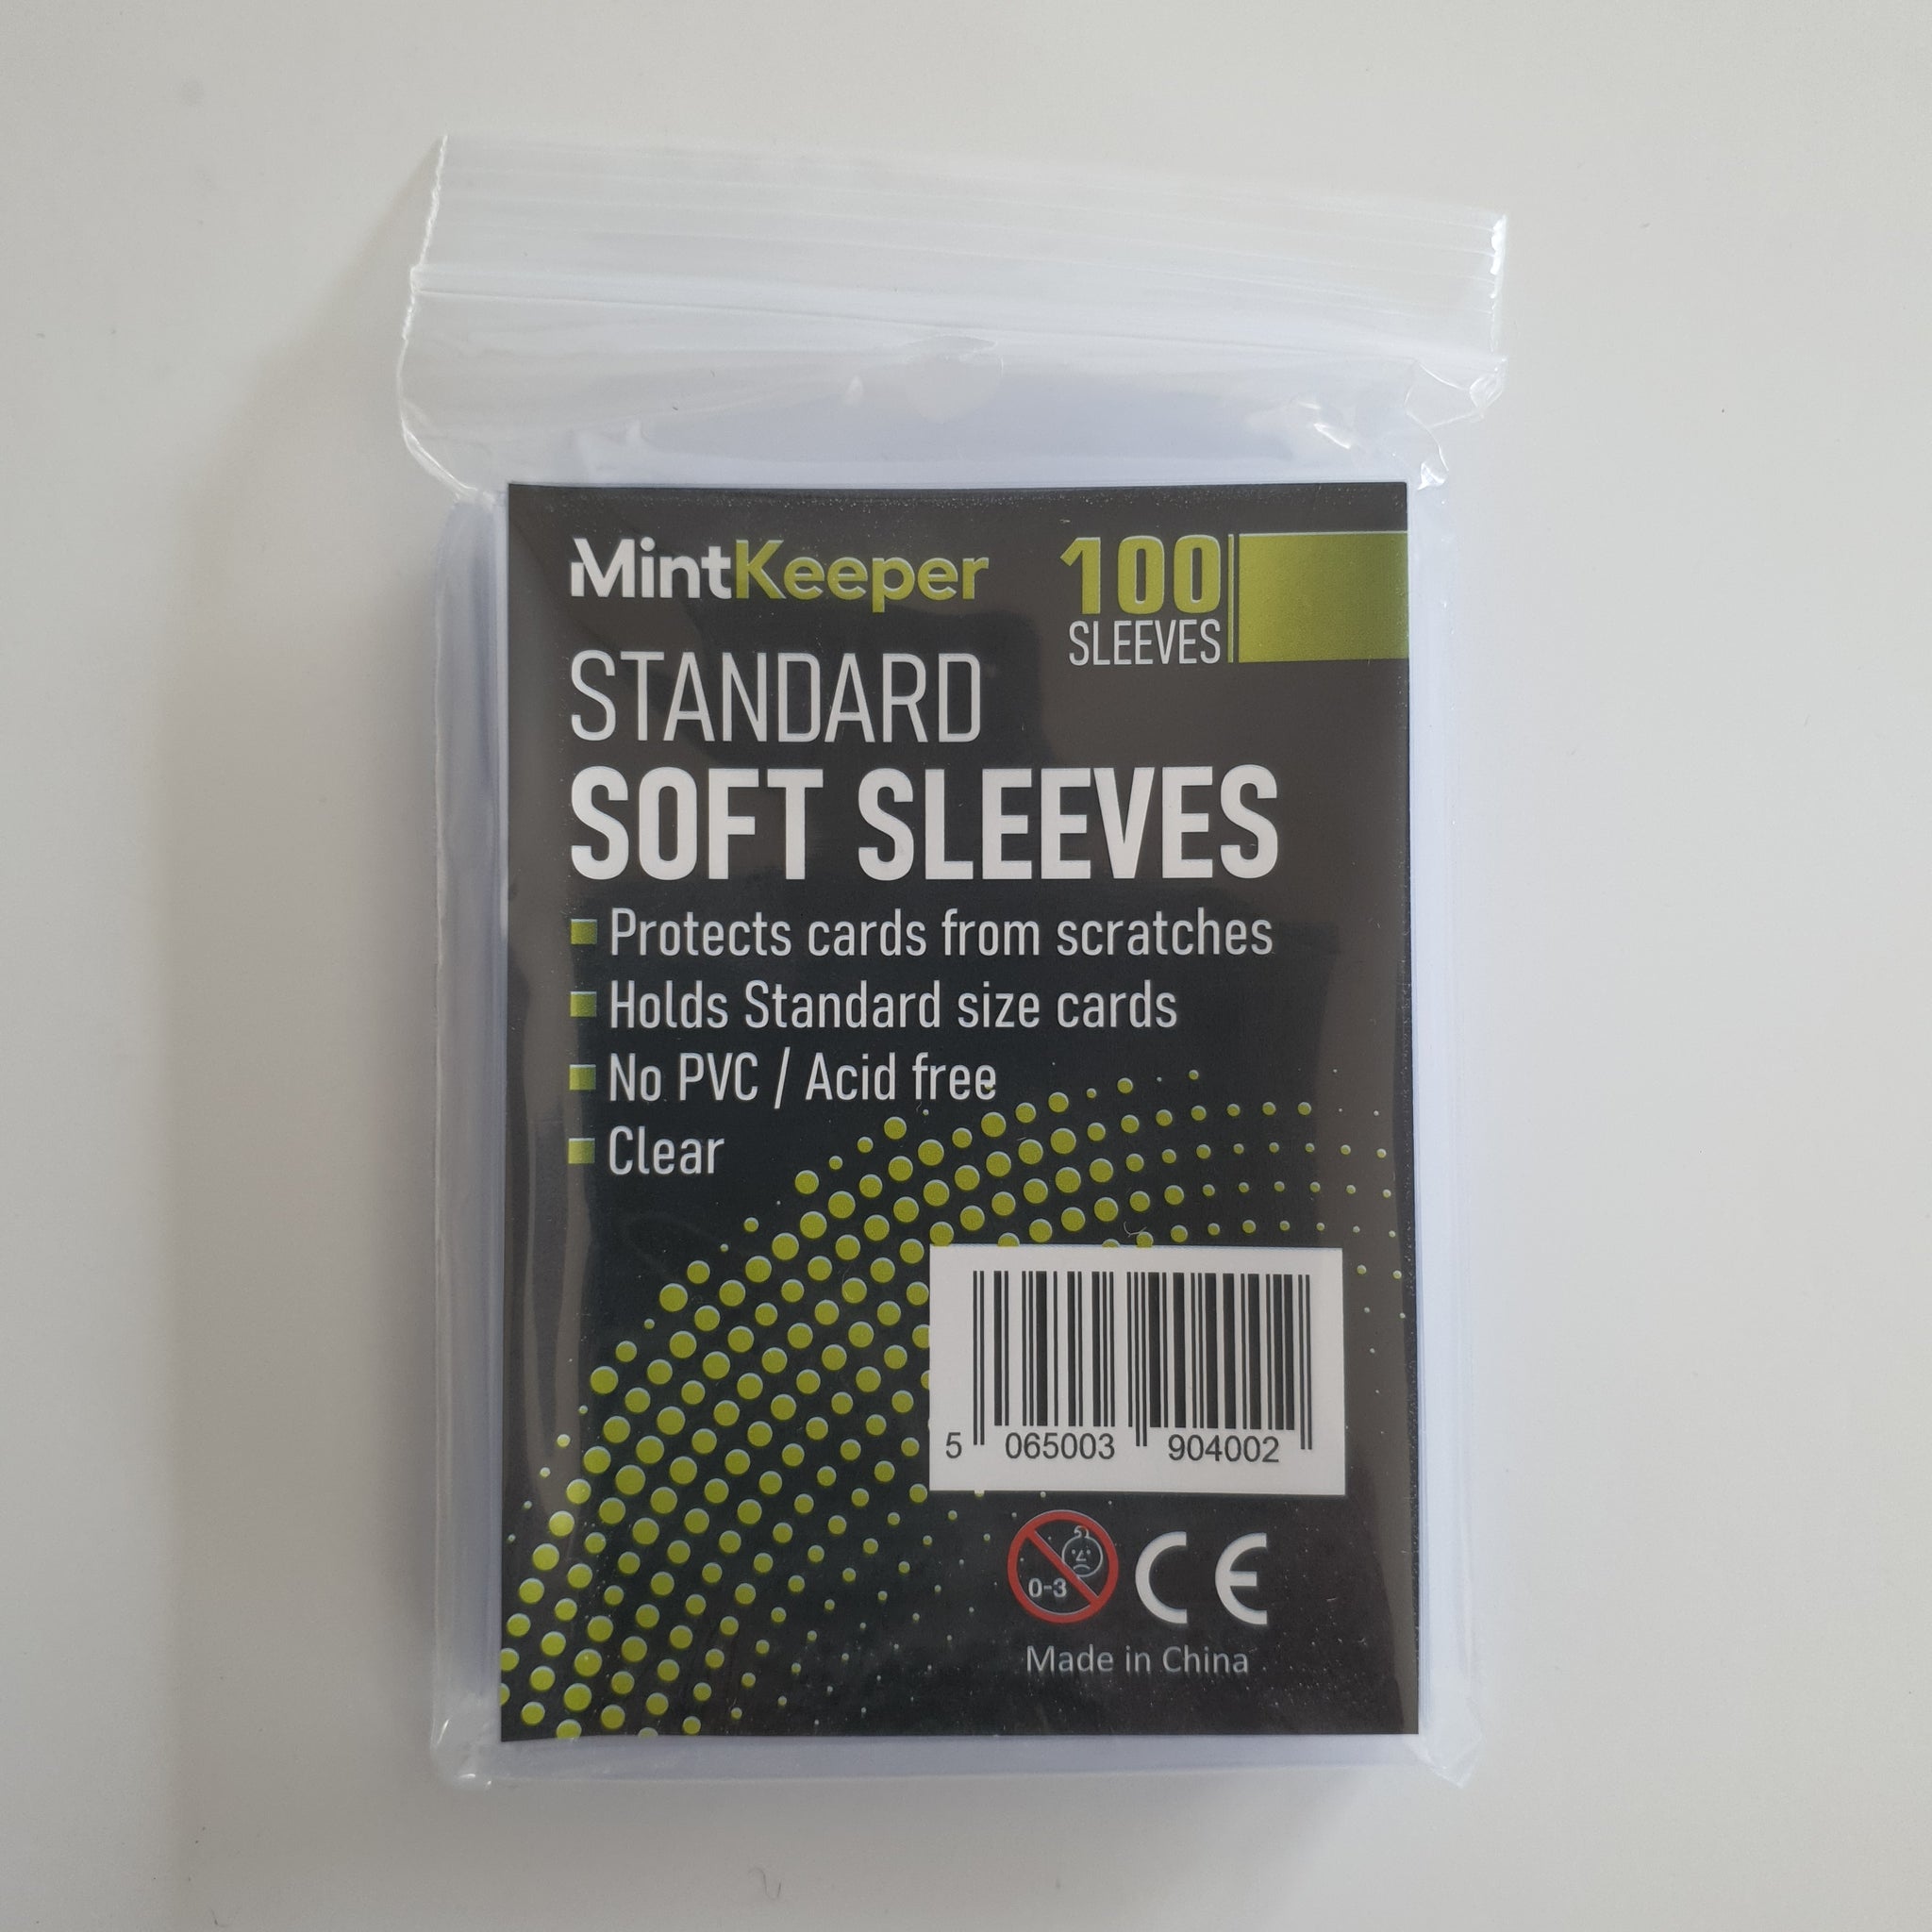 MintKeeper
100
SLEEVES
STANDARD
SOFT SLEEVES
Protects cards from scratches
Holds Standard size cards
No PVC / Acid free
Clear
5 065003 904002
0-3
CE
Made in China